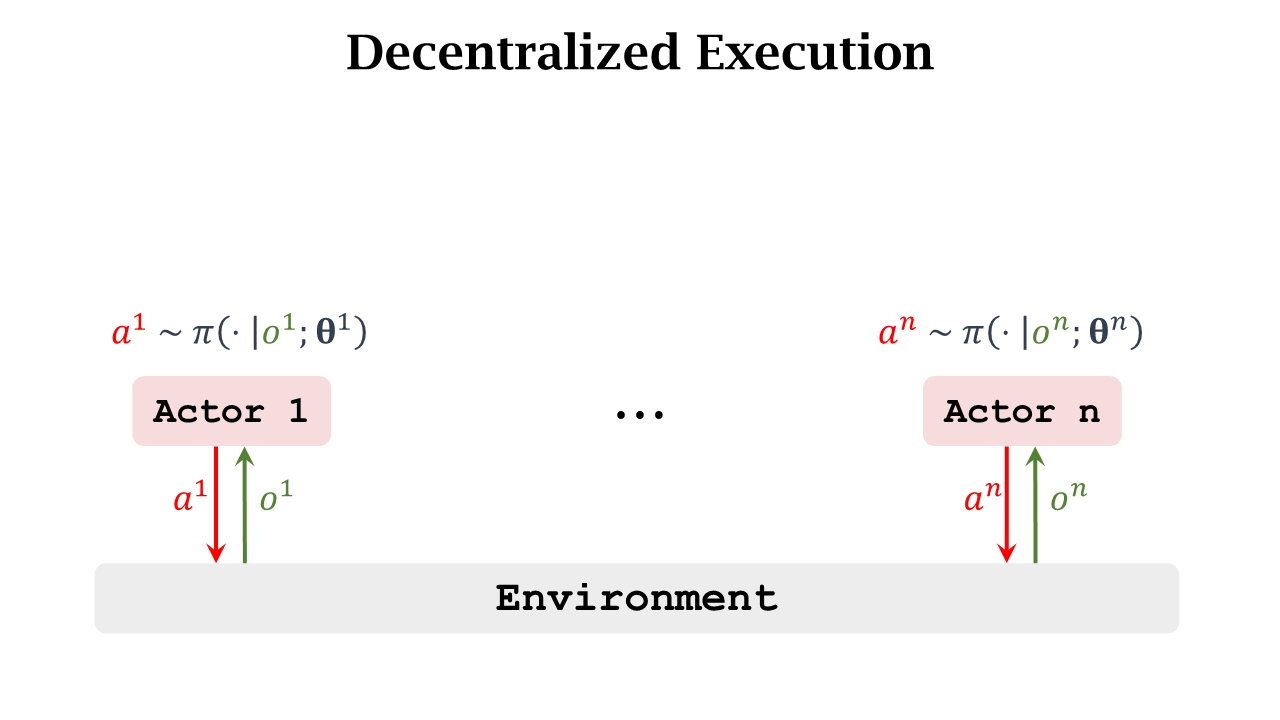 Decentralized Execution
a¹ ~ π(· |o¹; θ¹)
aⁿ ~ π(· |oⁿ; θⁿ)
Actor 1
...
Actor n
a¹
o¹
aⁿ
oⁿ
Environment